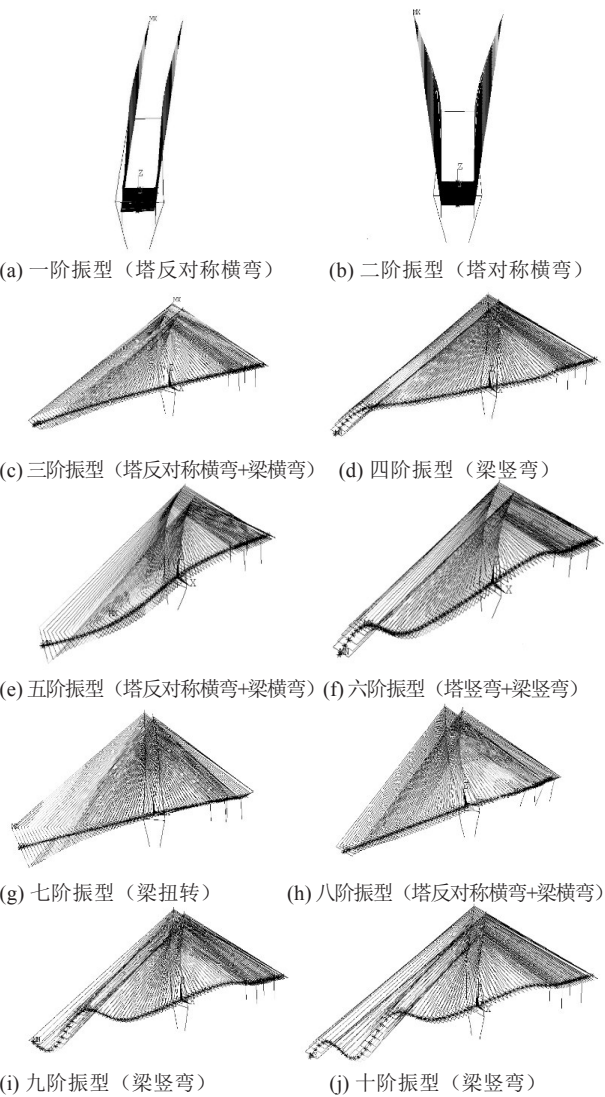 MX
MX
Z
Z
(a) 一阶振型（塔反对称横弯）
(b) 二阶振型（塔对称横弯）
MX
(c) 三阶振型（塔反对称横弯+梁横弯）
(d) 四阶振型（梁竖弯）
X
(e) 五阶振型（塔反对称横弯+梁横弯）
(f) 六阶振型（塔竖弯+梁竖弯）
(g) 七阶振型（梁扭转）
(h) 八阶振型（塔反对称横弯+梁横弯）
(i) 九阶振型（梁竖弯）
(j) 十阶振型（梁竖弯）